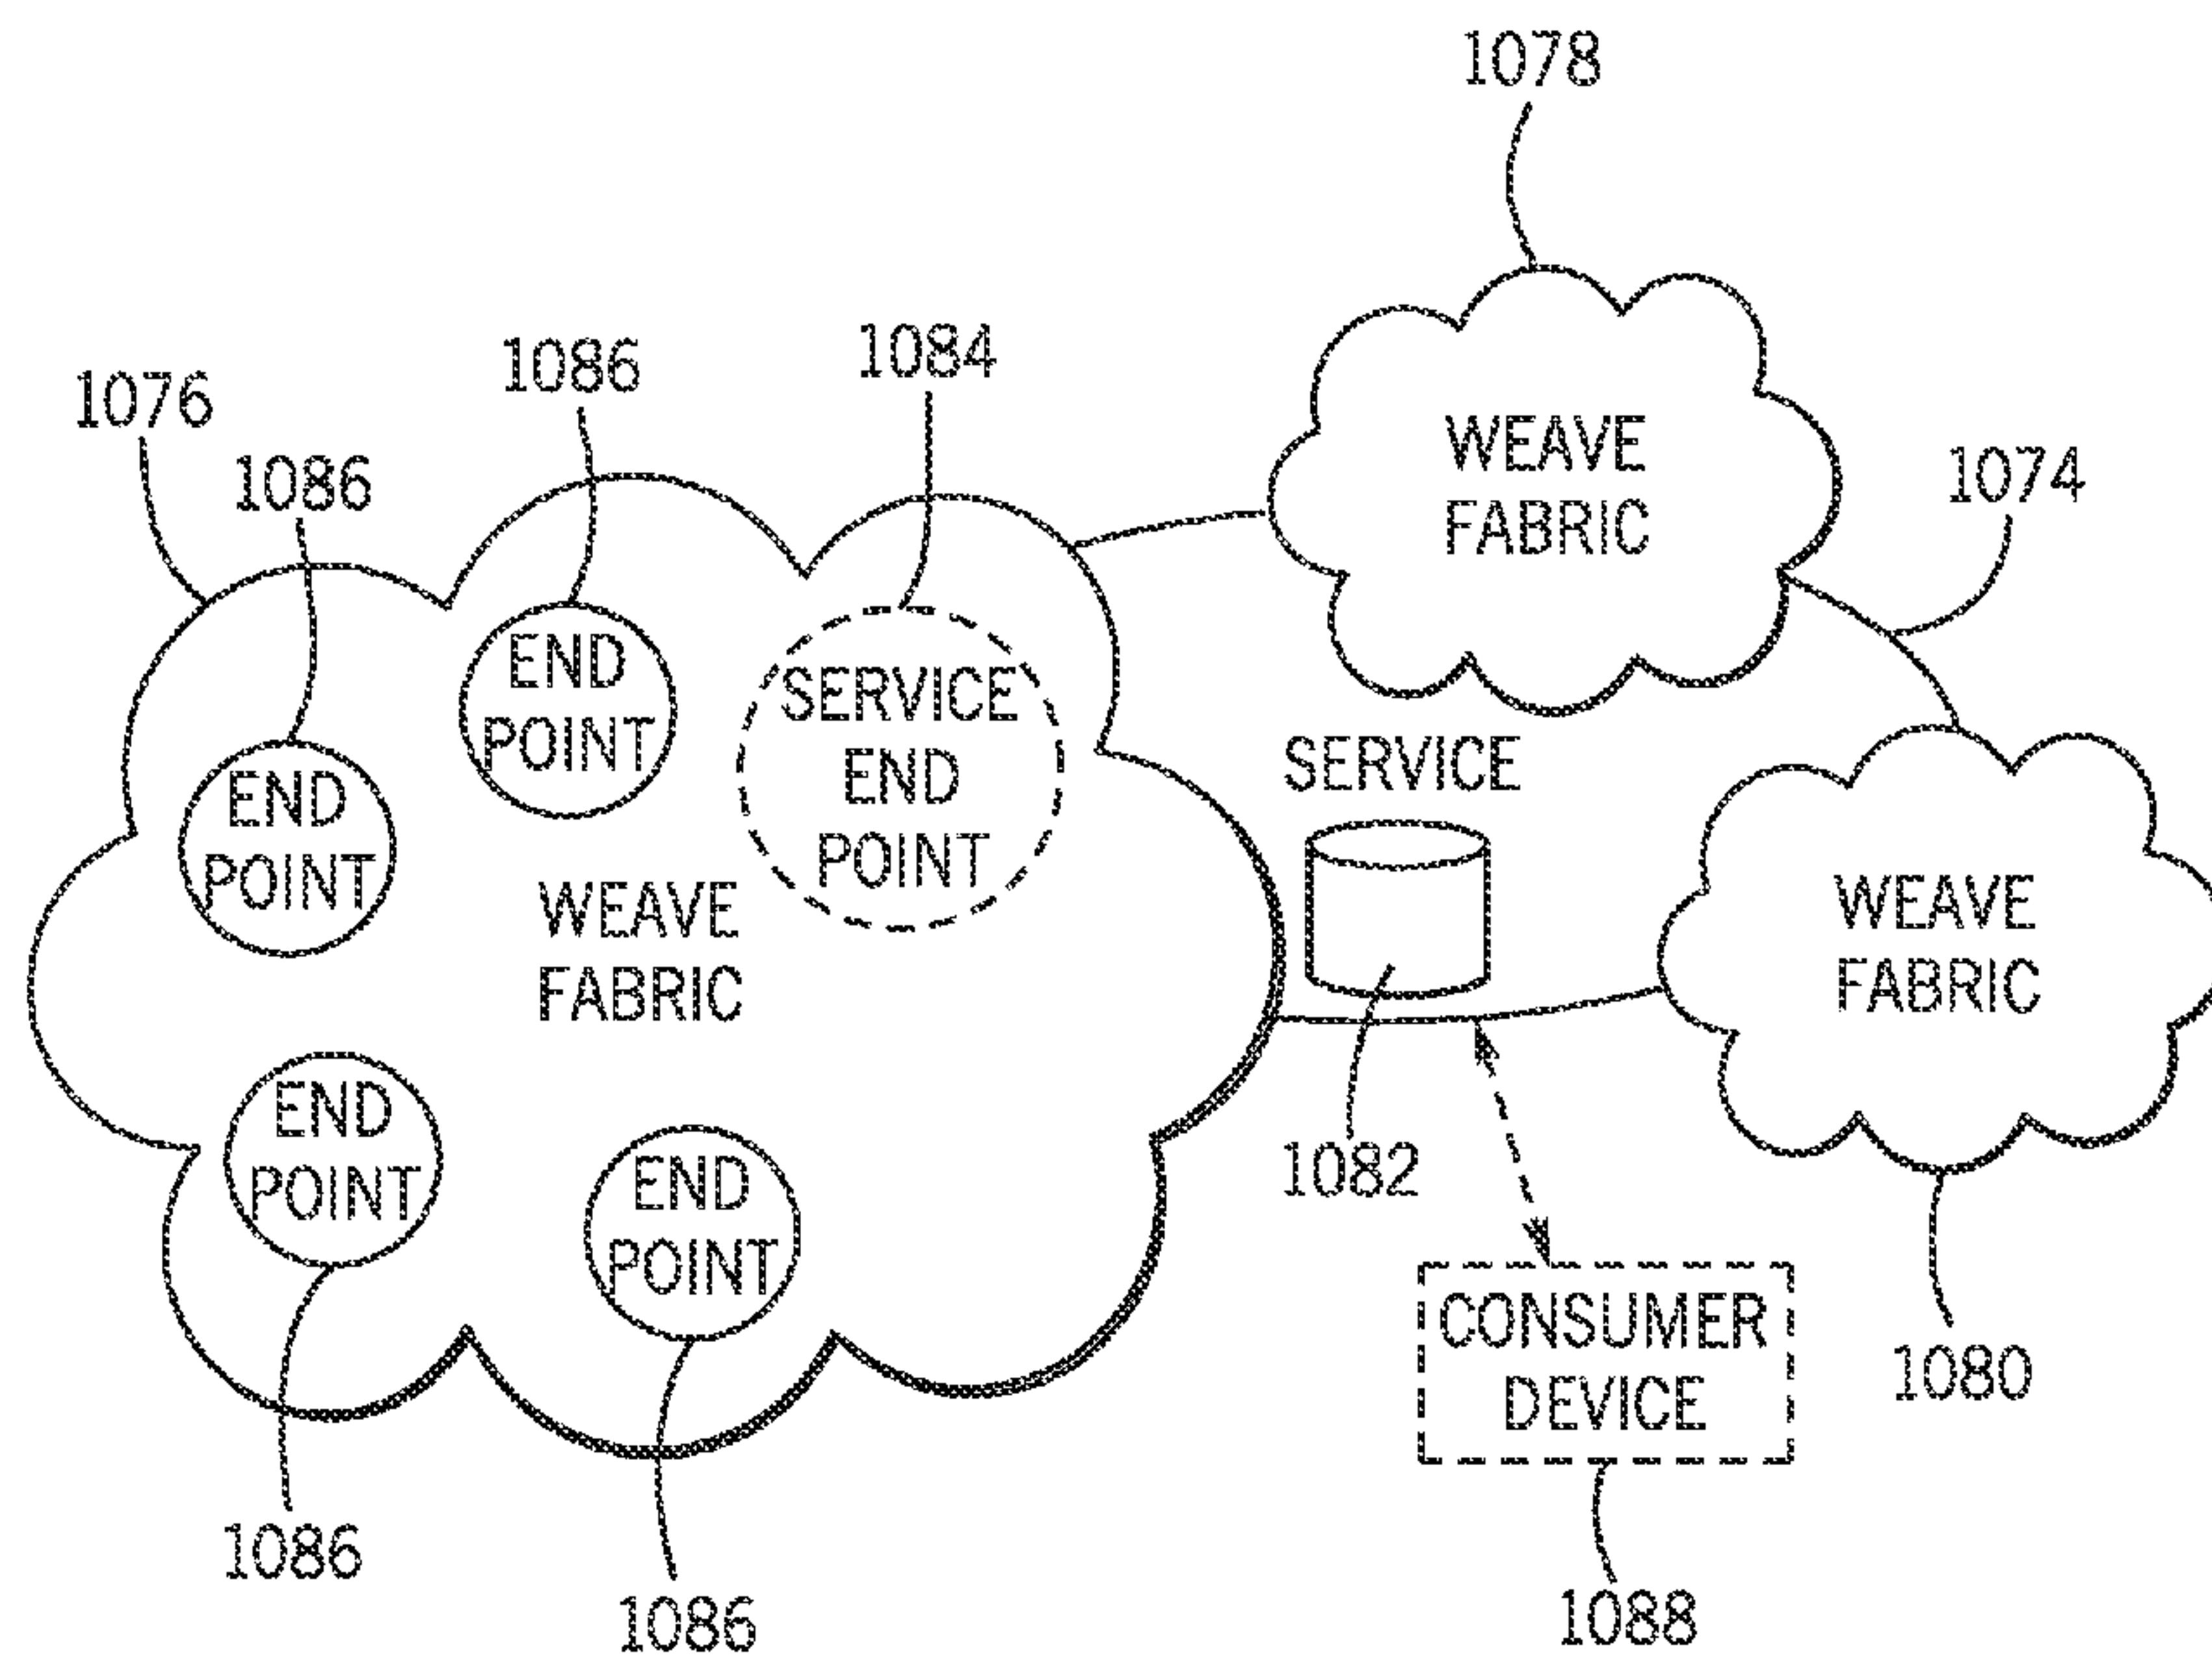 1078
1086
1084
1076
1086
WEAVE
FABRIC
1074
END
POINT
SERVICE
END
POINT
SERVICE
END
POINT
WEAVE
FABRIC
WEAVE
FABRIC
END
POINT
END
POINT
1082
CONSUMER
DEVICE
1080
1086
1086
1088